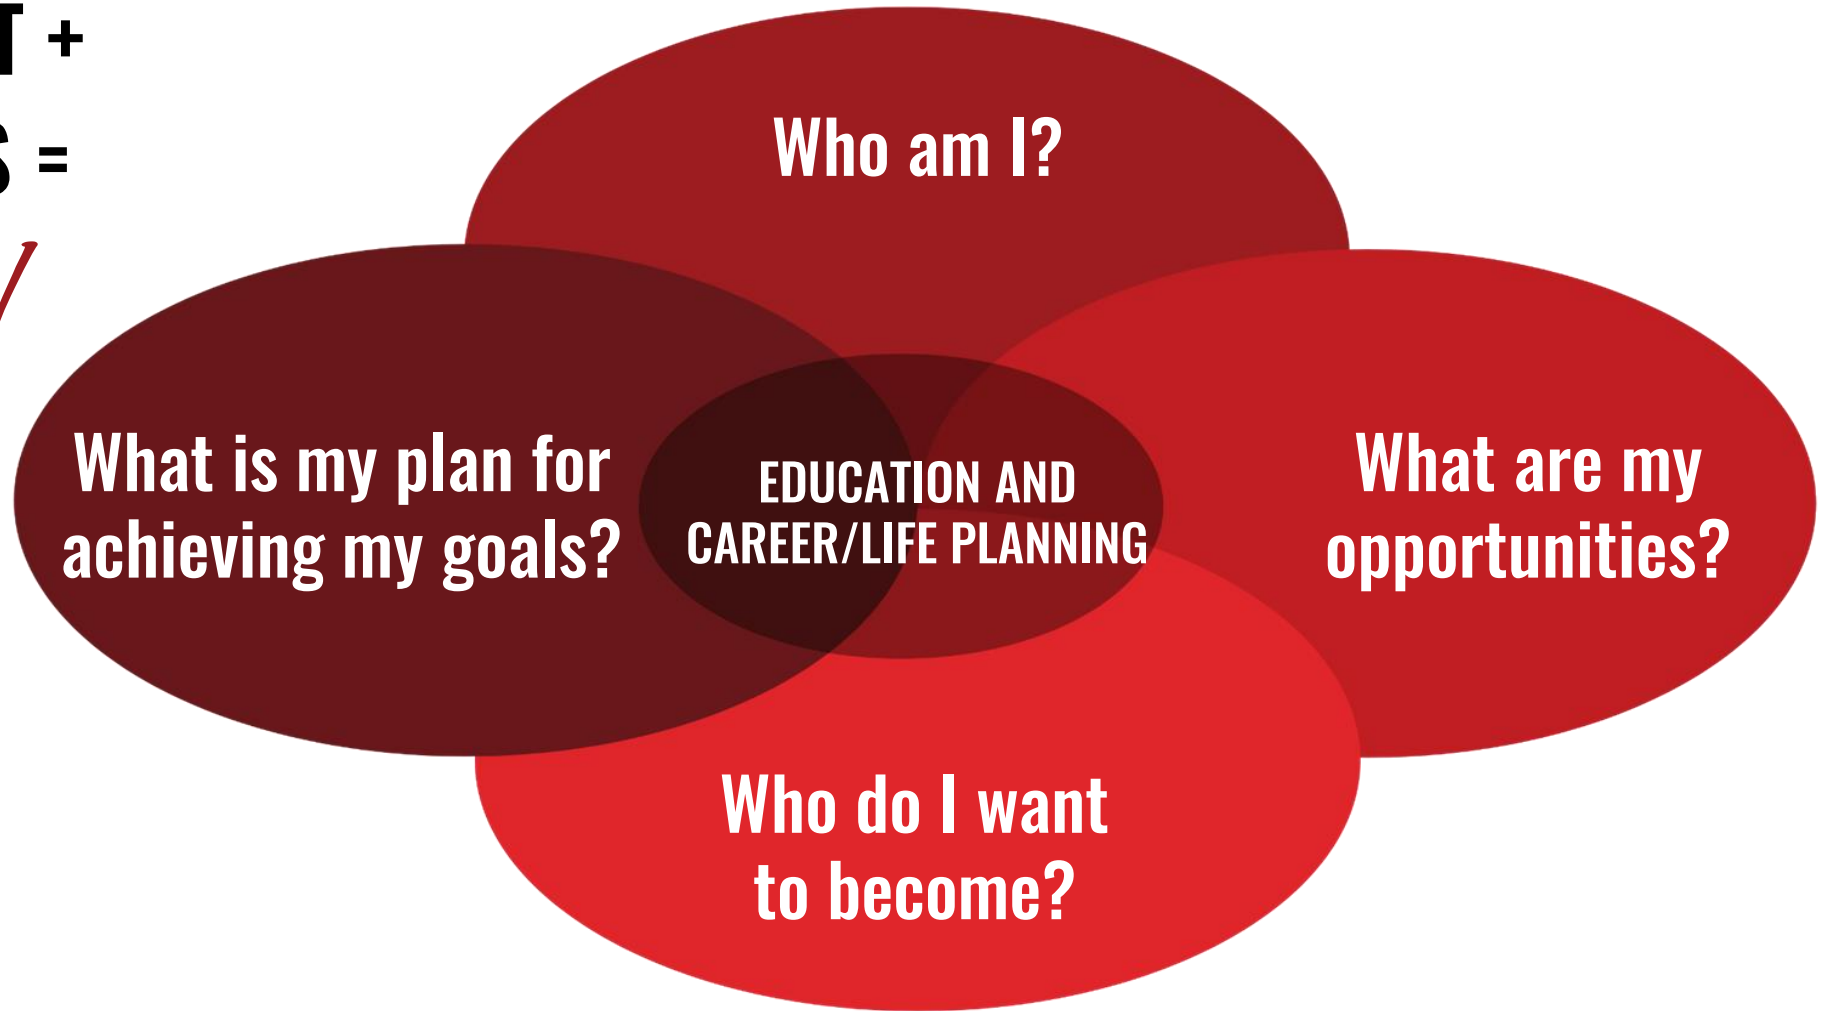 T +
S =
Who am I?
What is my plan for
achieving my goals?
EDUCATION AND
CAREER/LIFE PLANNING
What are my
opportunities?
Who do I want
to become?